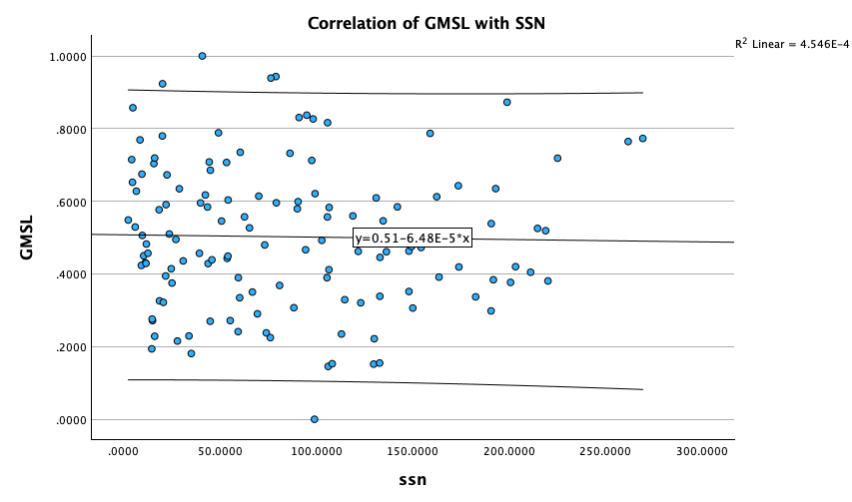 Correlation of GMSL with SSN
R2 Linear = 4.546E-4
1.0000
.8000
.6000
.4000
.2000
.0000
GMSL
y=0.51-6.48E-5*x
.0000 50.0000 100.0000 150.0000 200.0000 250.0000 300.0000
ssn